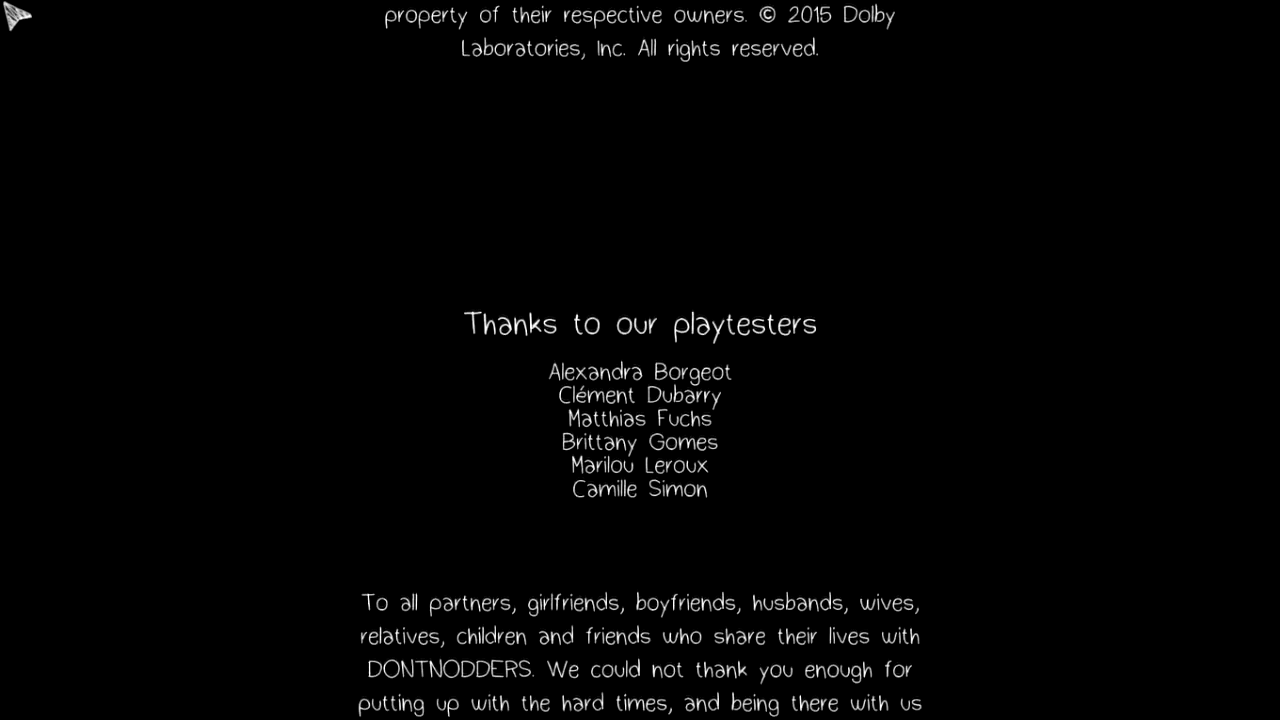 property of their respective owners. © 2015 Dolby
Laboratories, Inc. All rights reserved.
Thanks to our playtesters
Alexandra Borgeot
Clément Dubarry
Matthias Fuchs
Brittany Gomes
Marilou Leroux
Camille Simon
To all partners, girlfriends, boyfriends, husbands, wives,
relatives, children and friends who share their lives with
DONTNODDERS. We could not thank you enough for
putting up with the hard times, and being there with us